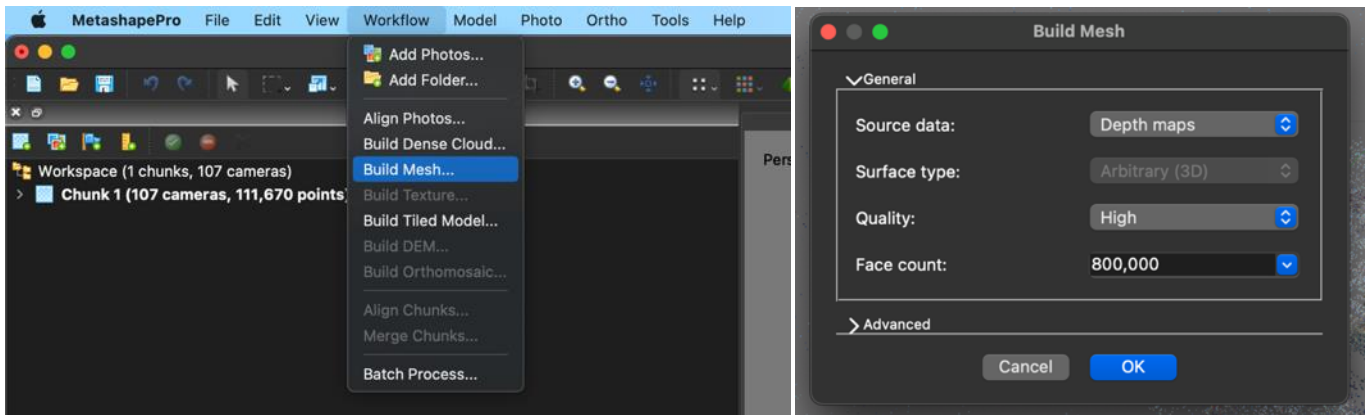 MetashapePro File Edit View Workflow Model Photo Ortho Tools Help
Add Photos...
Add Folder...
Align Photos...
Build Dense Cloud...
Build Mesh...
Build Texture...
Build Tiled Model...
Build DEM...
Build Orthomosaic...
Align Chunks...
Merge Chunks...
Batch Process...
Workspace (1 chunks, 107 cameras)
Chunk 1 (107 cameras, 111,670 points)
Pers
Build Mesh
General
Source data: Depth maps
Surface type: Arbitrary (3D)
Quality: High
Face count: 800,000
Advanced
Cancel OK